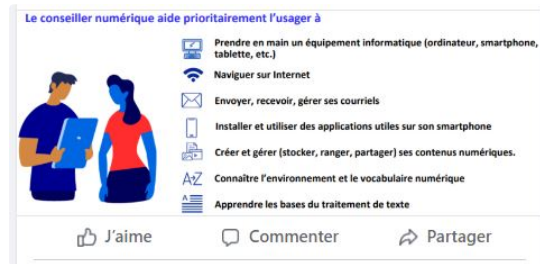 Le conseiller numérique aide prioritairement l'usager à
Prendre en main un équipement informatique (ordinateur, smartphone,
tablette, etc.)
Naviguer sur Internet
Envoyer, recevoir, gérer ses courriels
Installer et utiliser des applications utiles sur son smartphone
Créer et gérer (stocker, ranger, partager) ses contenus numériques.
A→Z Connaître l'environnement et le vocabulaire numérique
Apprendre les bases du traitement de texte
J'aime Commenter Partager